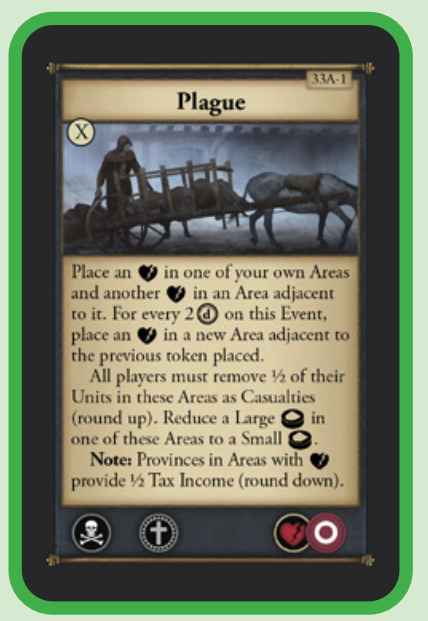 33A-1
Plague
X
Place an in one of your own Areas
and another in an Area adjacent
to it. For every 2 d on this Event,
place an in a new Area adjacent to
the previous token placed.
All players must remove ½ of their
Units in these Areas as Casualties
(round up). Reduce a Large in
one of these Areas to a Small .
Note: Provinces in Areas with
provide ½ Tax Income (round down).